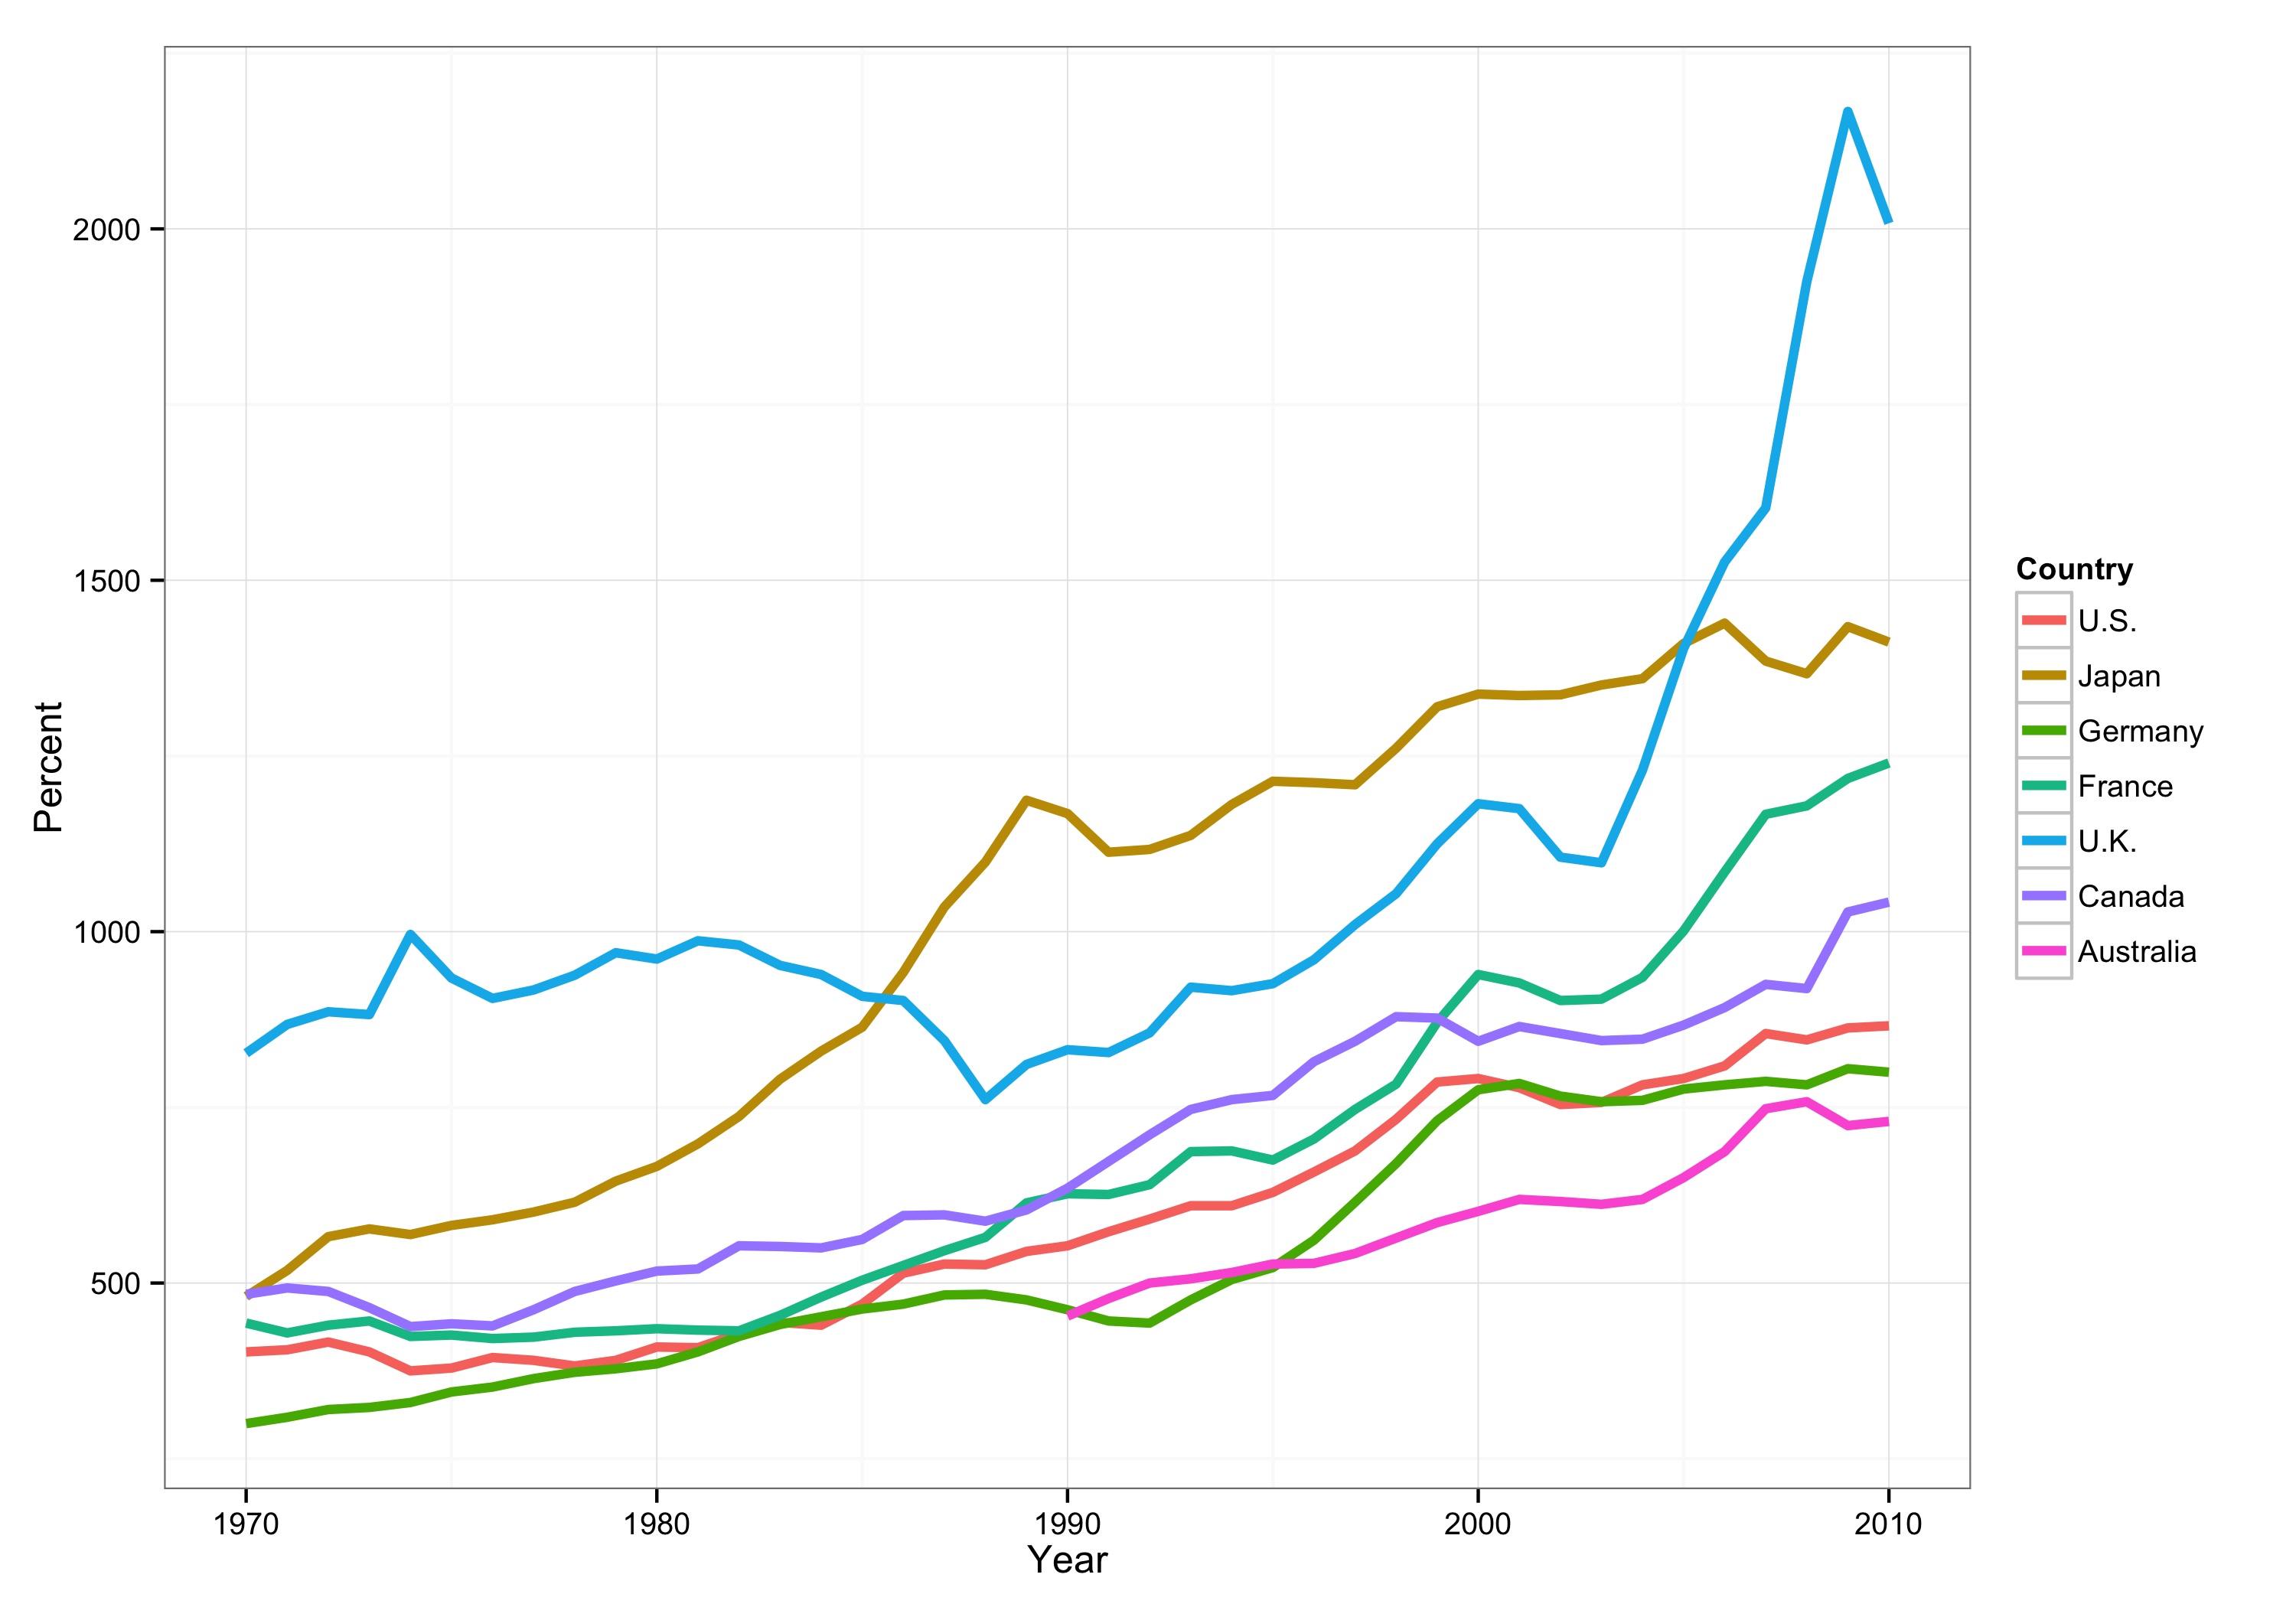 2000
1500
1000
500
Percent
1970
1980
1990
2000
2010
Year
Country
U.S.
Japan
Germany
France
U.K.
Canada
Australia